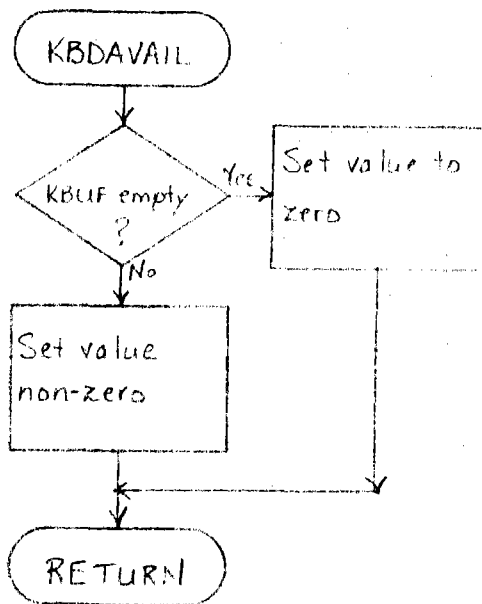 KBDAVAIL
KBUF empty
?
Yes
Set value to
zero
No
Set value
non-zero
RETURN